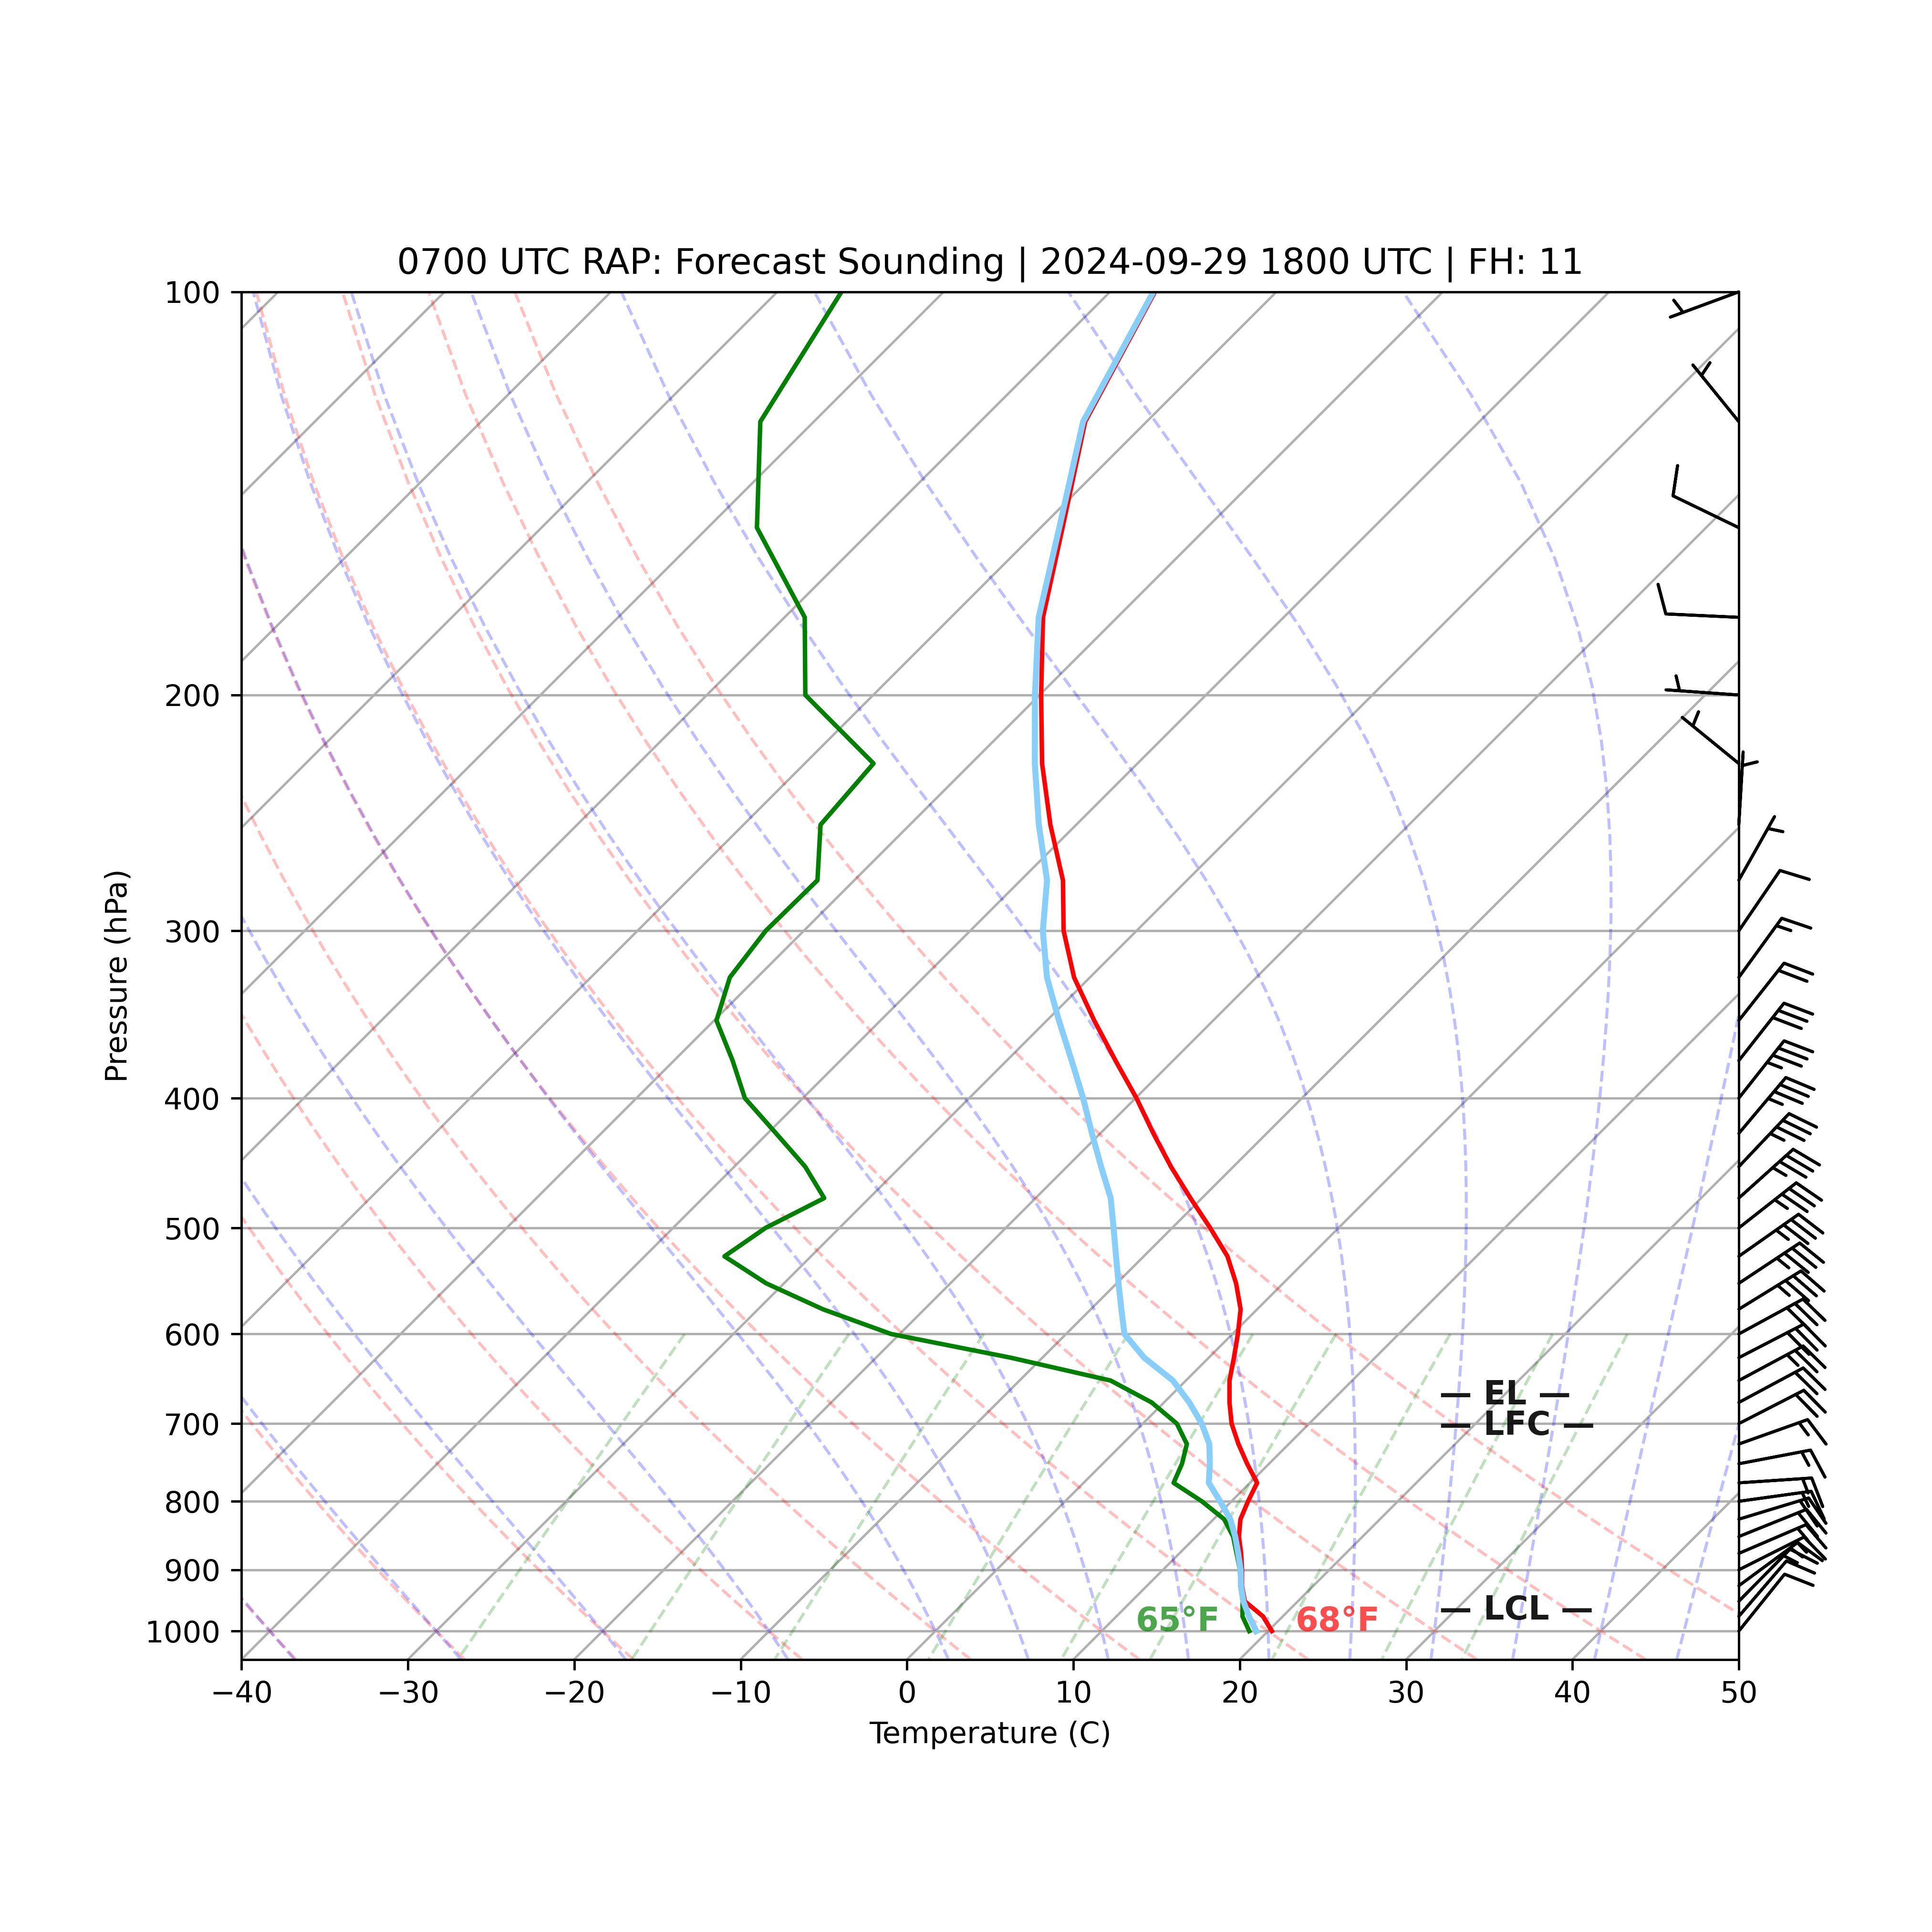 0700 UTC RAP: Forecast Sounding | 2024-09-29 1800 UTC | FH: 11
100
200
300
400
500
600
700
800
900
1000
Pressure (hPa)
— EL —
— LFC —
— LCL —
65°F
68°F
−40 −30 −20 −10 0 10 20 30 40 50
Temperature (C)